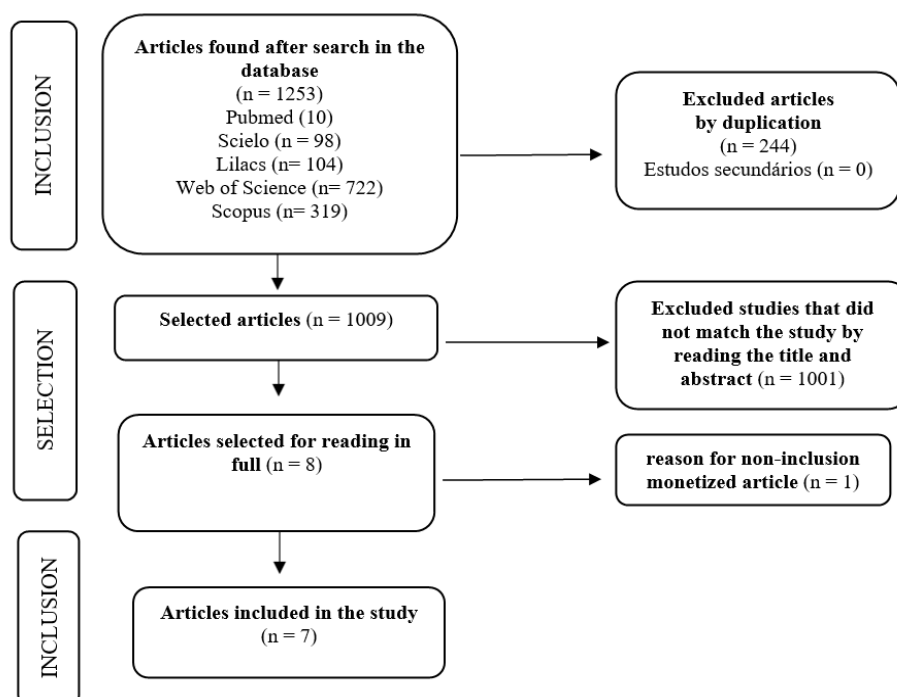 INCLUSION
Articles found after search in the
database
(n = 1253)
Pubmed (10)
Scielo (n = 98)
Lilacs (n= 104)
Web of Science (n= 722)
Scopus (n= 319)
Excluded articles
by duplication
(n = 244)
Estudos secundários (n = 0)
SELECTION
Selected articles (n = 1009)
Excluded studies that did
not match the study by
reading the title and
abstract (n = 1001)
Articles selected for reading in
full (n = 8)
reason for non-inclusion
monetized article (n = 1)
INCLUSION
Articles included in the study
(n = 7)